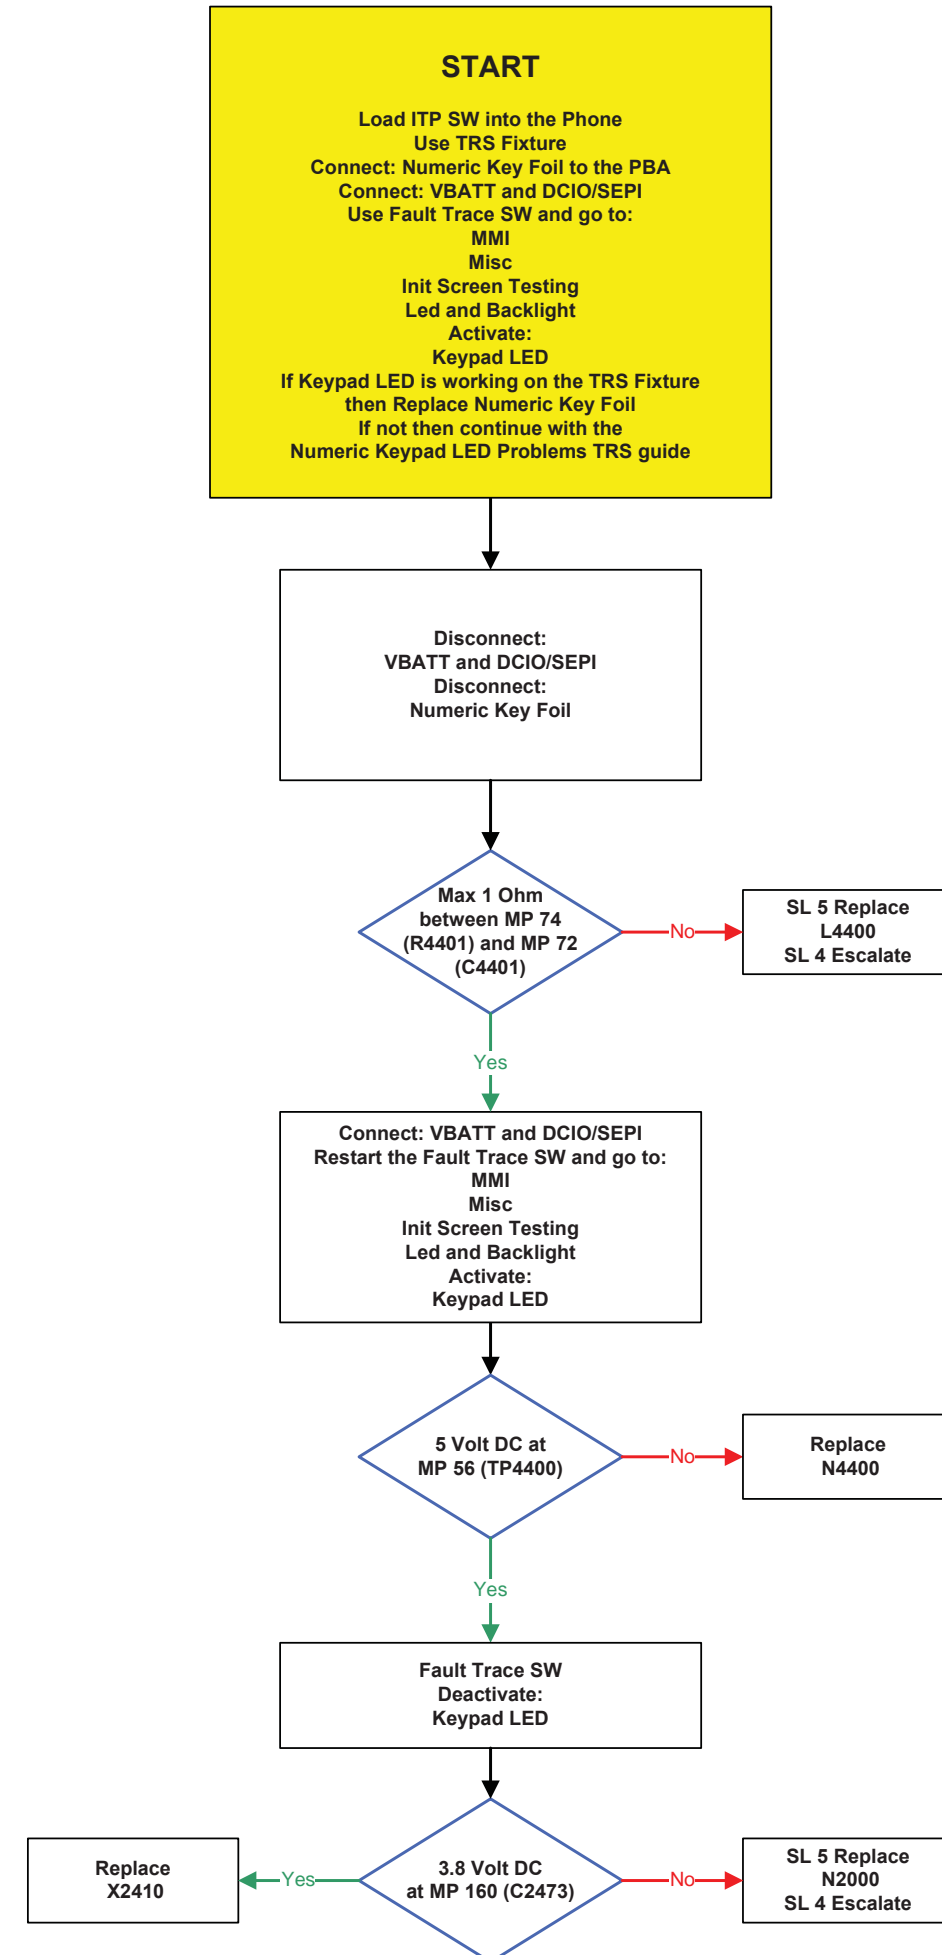 START
Load ITP SW into the Phone
Use TRS Fixture
Connect: Numeric Key Foil to the PBA
Connect: VBATT and DCIO/SEPI
Use Fault Trace SW and go to:
MMI
Misc
Init Screen Testing
Led and Backlight
Activate:
Keypad LED
If Keypad LED is working on the TRS Fixture
then Replace Numeric Key Foil
If not then continue with the
Numeric Keypad LED Problems TRS guide
Disconnect:
VBATT and DCIO/SEPI
Disconnect:
Numeric Key Foil
Max 1 Ohm
between MP 74
(R4401) and MP 72
(C4401)
No
SL 5 Replace
L4400
SL 4 Escalate
Yes
Connect: VBATT and DCIO/SEPI
Restart the Fault Trace SW and go to:
MMI
Misc
Init Screen Testing
Led and Backlight
Activate:
Keypad LED
5 Volt DC at
MP 56 (TP4400)
No
Replace
N4400
Yes
Fault Trace SW
Deactivate:
Keypad LED
3.8 Volt DC
at MP 160 (C2473)
Yes
Replace
X2410
No
SL 5 Replace
N2000
SL 4 Escalate